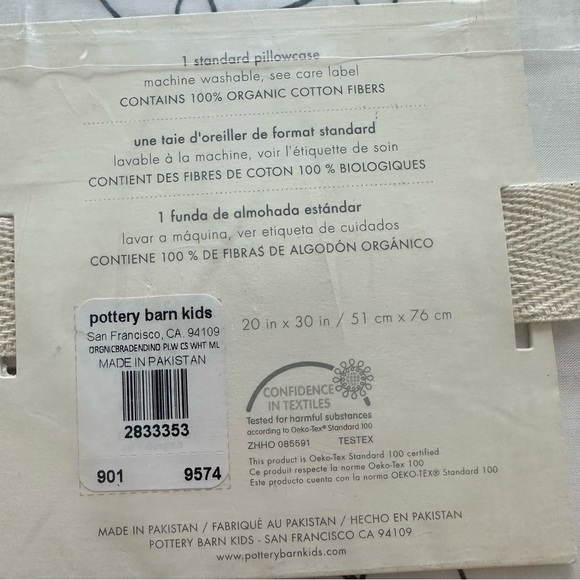 1 standard pillowcase
machine washable, see care label
CONTAINS 100% ORGANIC COTTON FIBERS
une taie d'oreiller de format standard
lavable à la machine, voir l'étiquette de soin
CONTIENT DES FIBRES DE COTON 100 % BIOLOGIQUES
1 funda de almohada estándar
lavar a máquina, ver etiqueta de cuidados
CONTIENE 100 % DE FIBRAS DE ALGODÓN ORGÁNICO
pottery barn kids
San Francisco, CA. 94109
ORGNICBRADENDINO PLW CS WHT ML
MADE IN PAKISTAN
2833353
901 9574
20 in x 30 in / 51 cm x 76 cm
CONFIDENCE
IN TEXTILES
Tested for harmful substances
according to Oeko-Tex® Standard 100
ZHHO 085591 TESTEX
This product is Oeko-Tex Standard 100 certified
Ce produit respecte la norme Oeko-Tex 100
Este producto cuenta con la norma OEKO-TEX® Standard 100
MADE IN PAKISTAN / FABRIQUÉ AU PAKISTAN / HECHO EN PAKISTAN
POTTERY BARN KIDS - SAN FRANCISCO CA 94109
www.potterybarnkids.com